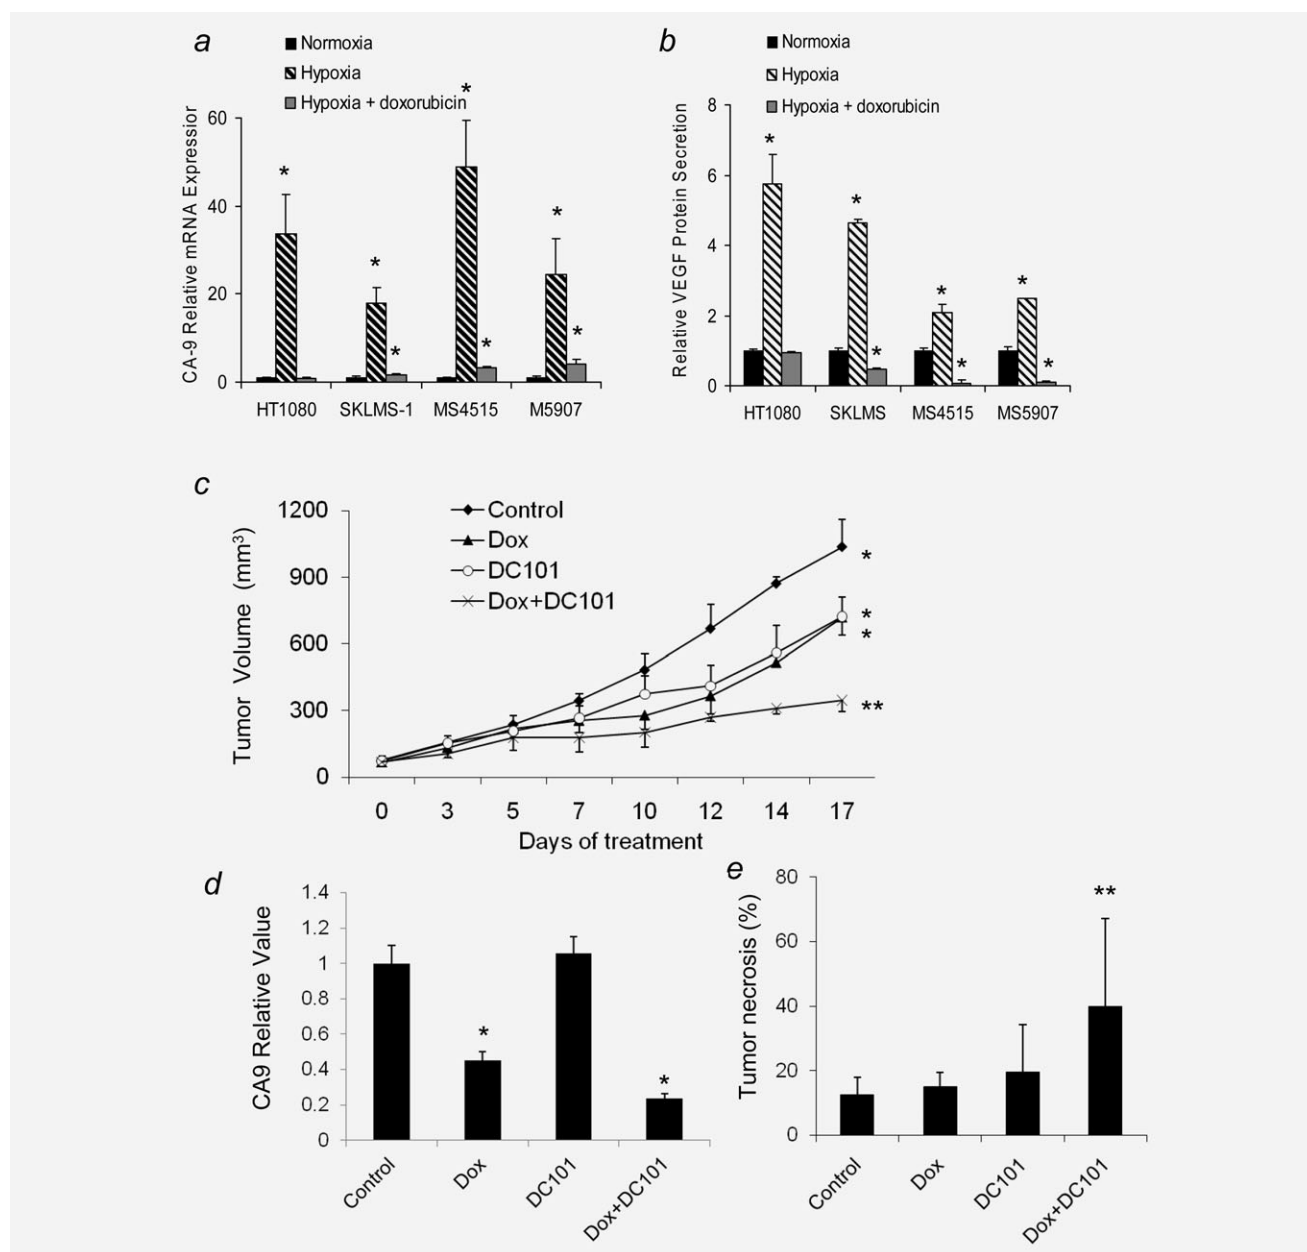 a
Normoxia
Hypoxia
Hypoxia + doxorubicin
CA-9 Relative mRNA Expressior
60
40
20
0
*
*
*
*
*
*
*
HT1080 SKLMS-1 MS4515 M5907
b
Normoxia
Hypoxia
Hypoxia + doxorubicin
Relative VEGF Protein Secretion
8
6
4
2
0
*
*
*
*
*
*
*
HT1080 SKLMS MS4515 MS5907
c
Control
Dox
DC101
Dox+DC101
Tumor Volume (mm³)
1200
900
600
300
0
*
*
*
**
0 3 5 7 10 12 14 17
Days of treatment
d
CA9 Relative Value
1.4
1.2
1
0.8
0.6
0.4
0.2
0
*
*
Control Dox DC101 Dox+DC101
e
Tumor necrosis (%)
80
60
40
20
0
**
Control Dox DC101 Dox+DC101